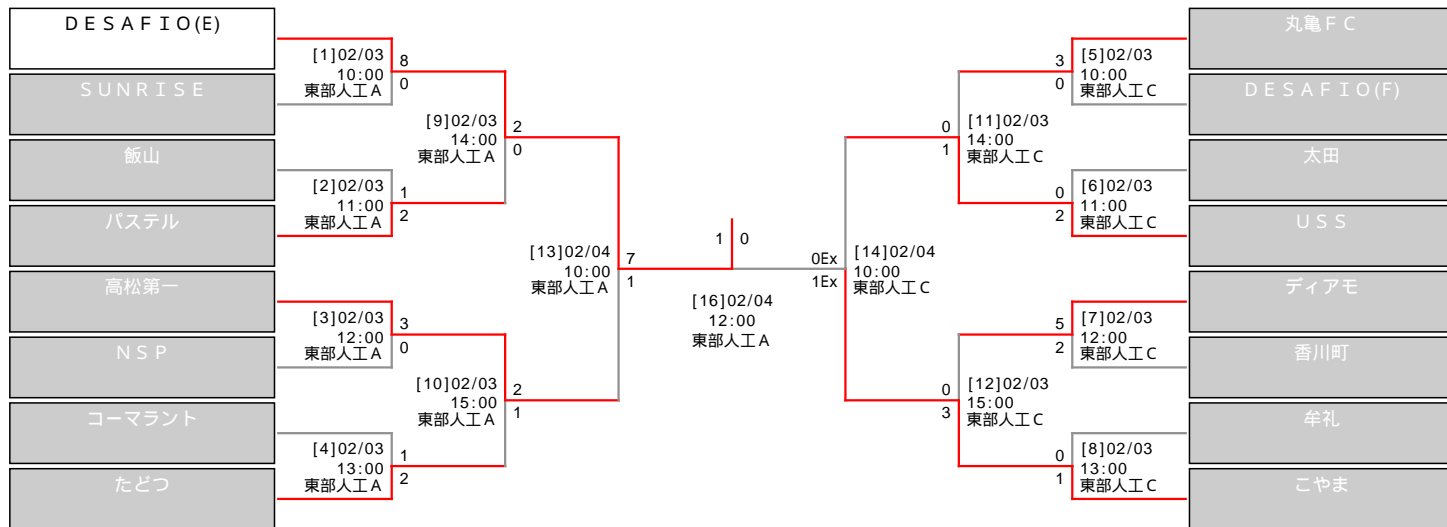 ＤＥＳＡＦＩＯ(E)
ＳＵＮＲＩＳＥ
飯山
パステル
高松第一
ＮＳＰ
コーマラント
たどつ
[1]02/03
10:00
東部人工Ａ
8
0
[2]02/03
11:00
東部人工Ａ
1
2
[3]02/03
12:00
東部人工Ａ
3
0
[4]02/03
13:00
東部人工Ａ
1
2
[9]02/03
14:00
東部人工Ａ
2
0
[10]02/03
15:00
東部人工Ａ
2
1
[13]02/04
10:00
東部人工Ａ
7
1
1
0
[16]02/04
12:00
東部人工Ａ
0Ex
1Ex
[14]02/04
10:00
東部人工Ｃ
0
1
[11]02/03
14:00
東部人工Ｃ
0
3
[12]02/03
15:00
東部人工Ｃ
3
0
[5]02/03
10:00
東部人工Ｃ
0
2
[6]02/03
11:00
東部人工Ｃ
5
2
[7]02/03
12:00
東部人工Ｃ
0
1
[8]02/03
13:00
東部人工Ｃ
丸亀ＦＣ
ＤＥＳＡＦＩＯ(F)
太田
ＵＳＳ
ディアモ
香川町
牟礼
こやま